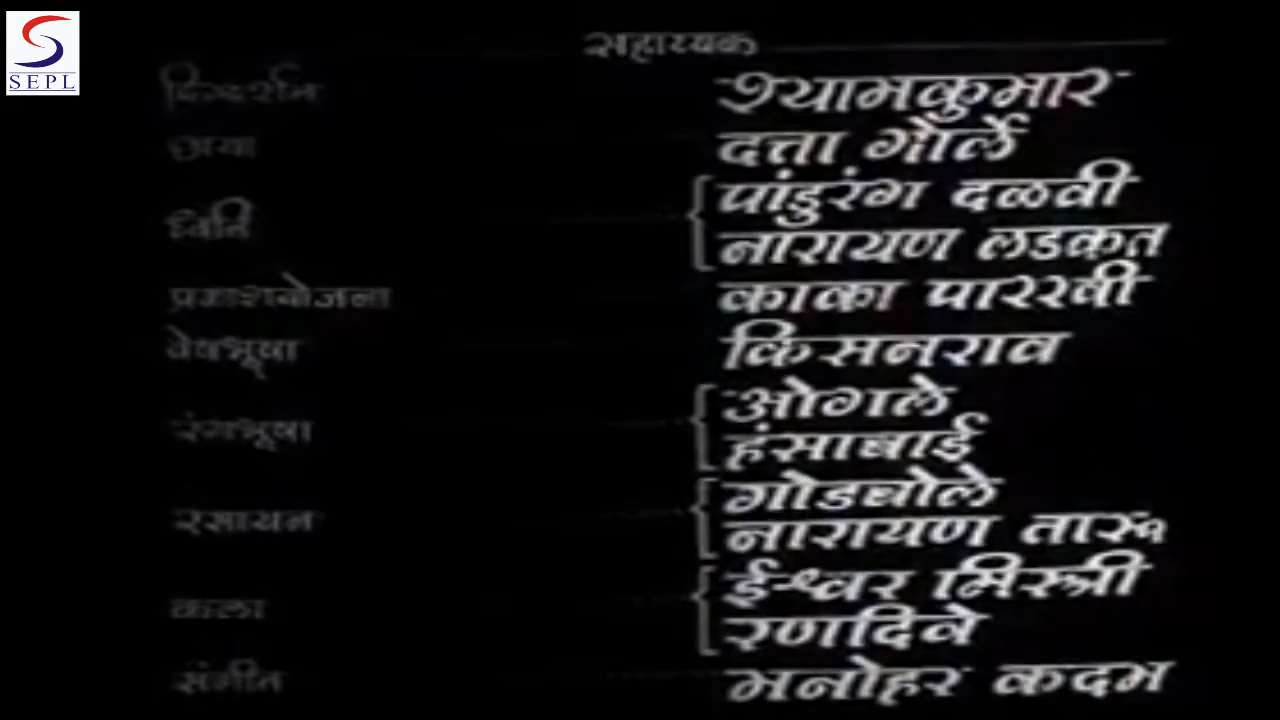 SEPL
सहाय्यक
दिग्दर्शन श्यामकुमार
छाया दत्ता गोर्ले
ध्वनि पांडुरंग दळवी
नारायण लडकत
प्रकाशयोजना काका पारखी
वेषभूषा किसनराव
रंगभूषा ओगले
हंसाबाई
रसायन गोडबोले
नारायण तारू
कला ईश्वर मिस्त्री
रणदिवे
संगीत मनोहर कदम